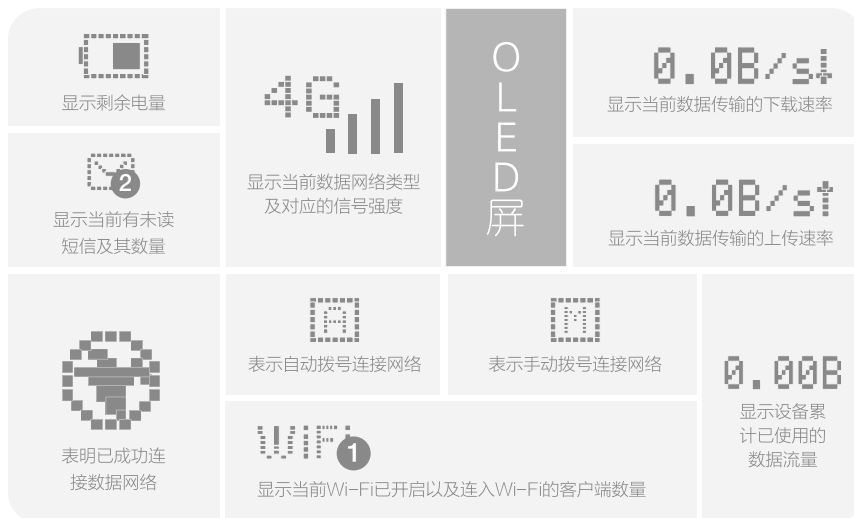 显示剩余电量
2
显示当前有未读
短信及其数量
4G
显示当前数据网络类型
及对应的信号强度
OLED屏
0.0B/s↓
显示当前数据传输的下载速率
0.0B/s↑
显示当前数据传输的上传速率
表明已成功连
接数据网络
A
表示自动拨号连接网络
M
表示手动拨号连接网络
WiFi 1
显示当前Wi-Fi已开启以及连入Wi-Fi的客户端数量
0.00B
显示设备累
计已使用的
数据流量